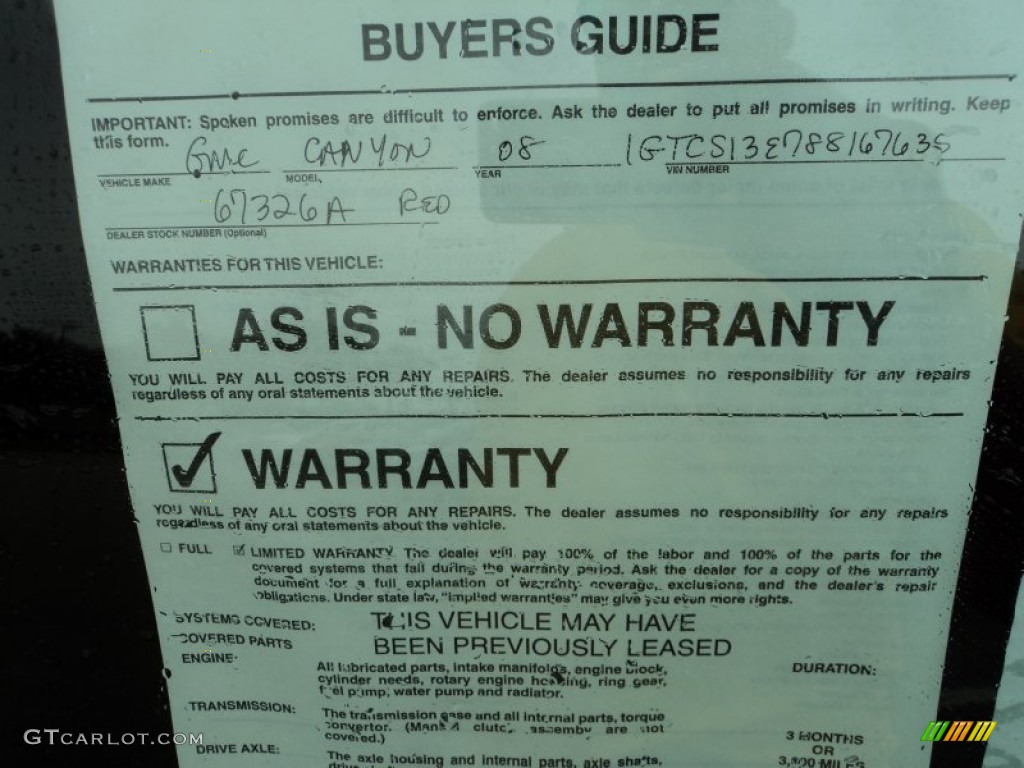 BUYERS GUIDE
IMPORTANT: Spoken promises are difficult to enforce. Ask the dealer to put all promises in writing. Keep
this form.
GMC CANYON 08 1GTCS13E788167635
VEHICLE MAKE MODEL YEAR VIN NUMBER
67326A RED
DEALER STOCK NUMBER (Optional)
WARRANTIES FOR THIS VEHICLE:
AS IS - NO WARRANTY
YOU WILL PAY ALL COSTS FOR ANY REPAIRS. The dealer assumes no responsibility for any repairs
regardless of any oral statements about the vehicle.
WARRANTY
YOU WILL PAY ALL COSTS FOR ANY REPAIRS. The dealer assumes no responsibility for any repairs
regardless of any oral statements about the vehicle.
FULL LIMITED WARRANTY. The dealer will pay 100% of the labor and 100% of the parts for the
covered systems that fail during the warranty period. Ask the dealer for a copy of the warranty
document for a full explanation of warranty coverage, exclusions, and the dealer's repair
obligations. Under state law, "implied warranties" may give you even more rights.
SYSTEMS COVERED: THIS VEHICLE MAY HAVE
COVERED PARTS BEEN PREVIOUSLY LEASED
ENGINE: All lubricated parts, intake manifolds, engine block, DURATION:
cylinder needs, rotary engine housing, ring gear,
fuel pump, water pump and radiator.
TRANSMISSION: The transmission case and all internal parts, torque
convertor. (Manual clutch assembly are not
covered.) 3 MONTHS
OR
DRIVE AXLE: The axle housing and internal parts, axle shafts, 3,000 MILES
GTCARLOT.COM